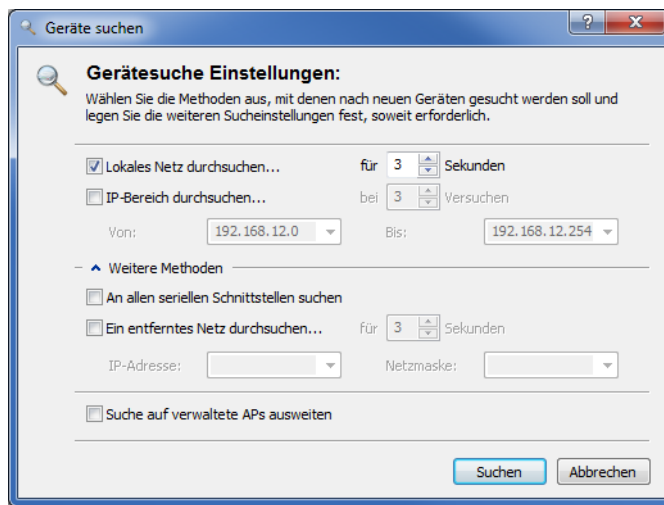 Geräte suchen
Gerätesuche Einstellungen:
Wählen Sie die Methoden aus, mit denen nach neuen Geräten gesucht werden soll und
legen Sie die weiteren Sucheinstellungen fest, soweit erforderlich.
Lokales Netz durchsuchen... für 3 Sekunden
IP-Bereich durchsuchen... bei 3 Versuchen
Von: 192.168.12.0 Bis: 192.168.12.254
Weitere Methoden
An allen seriellen Schnittstellen suchen
Ein entferntes Netz durchsuchen... für 3 Sekunden
IP-Adresse: Netzmaske:
Suche auf verwaltete APs ausweiten
Suchen Abbrechen